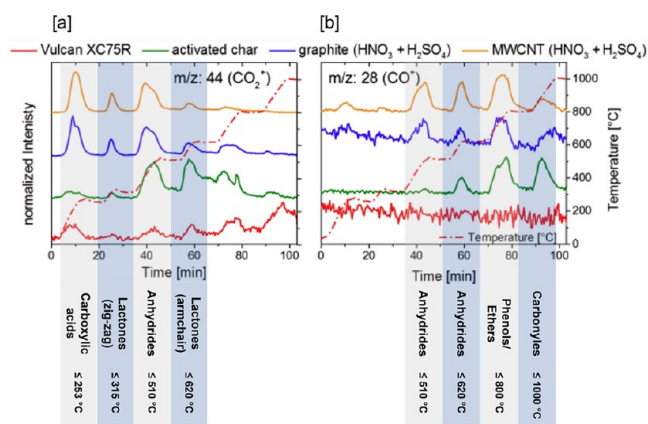 [a]
[b]
Vulcan XC75R
activated char
graphite (HNO3 + H2SO4)
MWCNT (HNO3 + H2SO4)
m/z: 44 (CO2+)
m/z: 28 (CO+)
normalized Intenisty
Temperature [°C]
1000
800
600
400
200
0
Temperature [°C]
0 20 40 60 80 100
Time [min]
0 20 40 60 80 100
Time [min]
Carboxylic acids
≤ 253 °C
Lactones (zig-zag)
≤ 315 °C
Anhydrides
≤ 510 °C
Lactones (armchair)
≤ 620 °C
Anhydrides
≤ 510 °C
Anhydrides
≤ 620 °C
Phenols/ Ethers
≤ 800 °C
Carbonyles
≤ 1000 °C